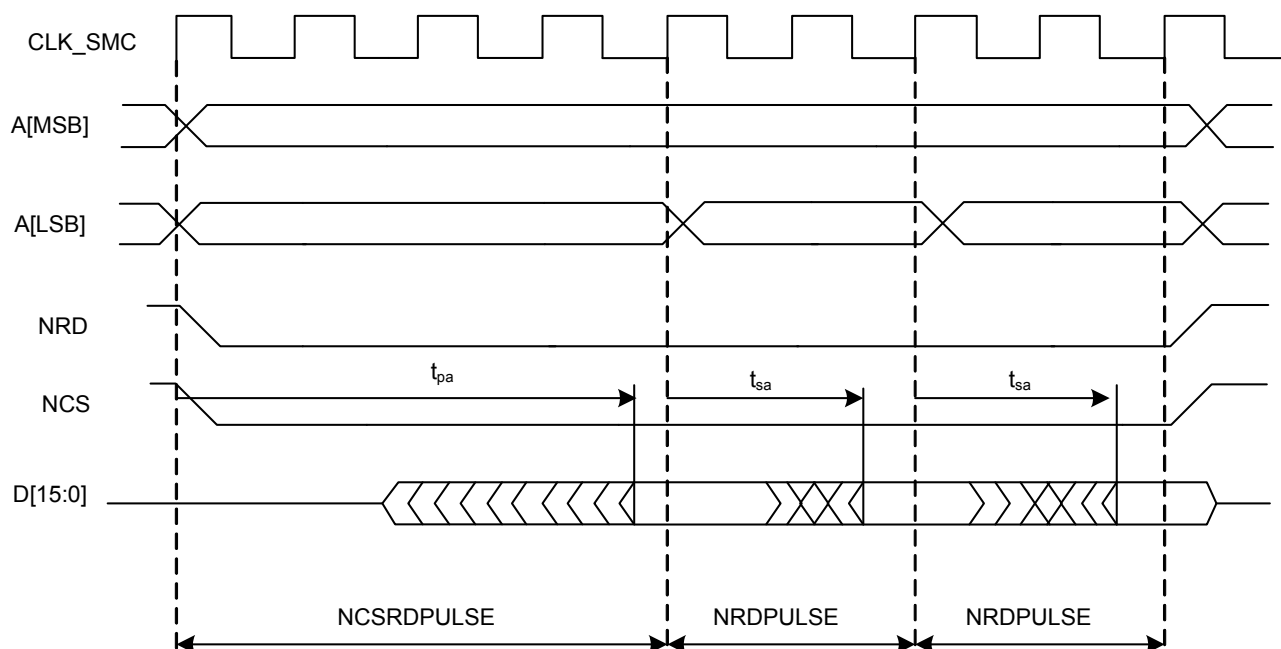 CLK_SMC
A[MSB]
A[LSB]
NRD
tpa
tsa
tsa
NCS
D[15:0]
NCSRDPULSE
NRDPULSE
NRDPULSE